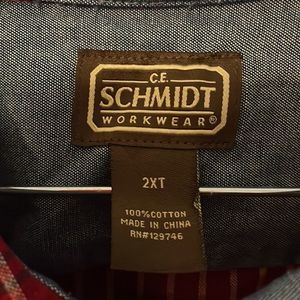 C.E.
SCHMIDT
WORKWEAR®
2XT
100% COTTON
MADE IN CHINA
RN#129746